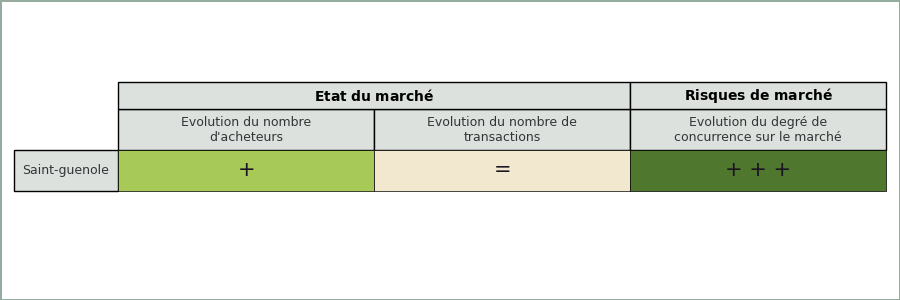 Etat du marché
Risques de marché
Evolution du nombre
d'acheteurs
Evolution du nombre de
transactions
Evolution du degré de
concurrence sur le marché
Saint-guenole
+
=
+ + +